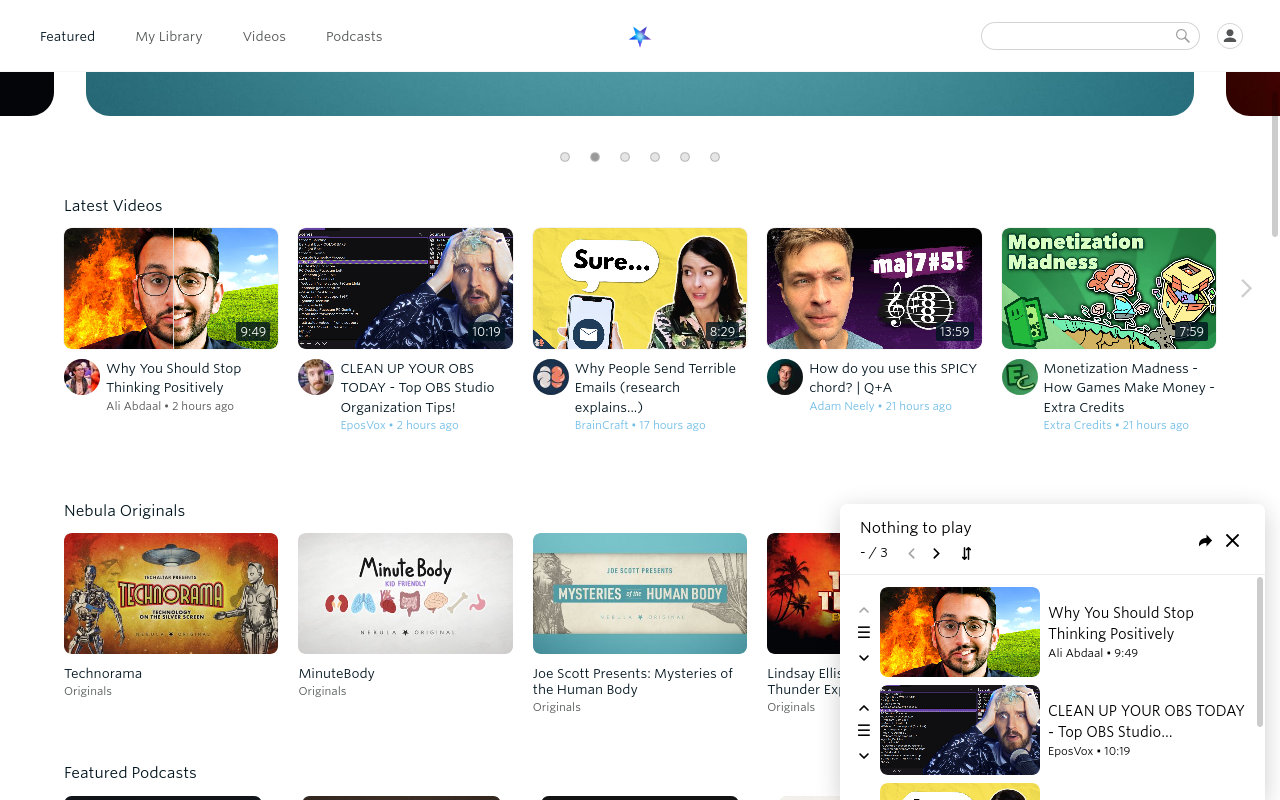 Featured
My Library
Videos
Podcasts
Latest Videos
Sure...
maj7#5!
Monetization
Madness
9:49
10:19
8:29
13:59
7:59
Why You Should Stop
Thinking Positively
Ali Abdaal • 2 hours ago
CLEAN UP YOUR OBS
TODAY - Top OBS Studio
Organization Tips!
EposVox • 2 hours ago
Why People Send Terrible
Emails (research
explains...)
BrainCraft • 17 hours ago
How do you use this SPICY
chord? | Q+A
Adam Neely • 21 hours ago
Monetization Madness -
How Games Make Money -
Extra Credits
Extra Credits • 21 hours ago
Nebula Originals
TECHALTAR PRESENTS
TECHNORAMA
TECHNOLOGY
ON THE SILVER SCREEN
NEBULA ORIGINAL
Minute Body
KID FRIENDLY
NEBULA ORIGINAL
JOE SCOTT PRESENTS
MYSTERIES of the HUMAN BODY
NEBULA ORIGINAL
Technorama
Originals
MinuteBody
Originals
Joe Scott Presents: Mysteries of
the Human Body
Originals
Lindsay Ellis
Thunder Exp
Originals
Featured Podcasts
Nothing to play
- / 3
Why You Should Stop
Thinking Positively
Ali Abdaal • 9:49
CLEAN UP YOUR OBS TODAY
- Top OBS Studio...
EposVox • 10:19